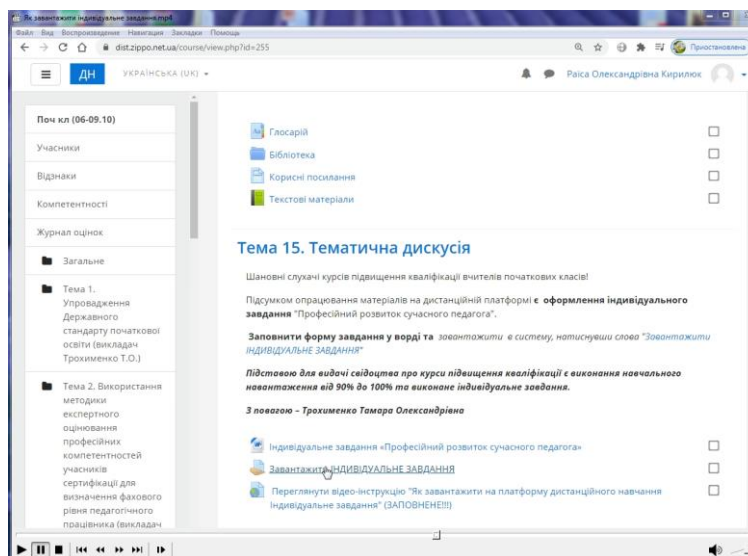 Як завантажити індивідуальне завдання.mp4
Файл Вид Воспроизведение Навигация Закладки Помощь
dist.zippo.net.ua/course/view.php?id=255
Приостановлена
ДН УКРАЇНСЬКА (UK)
Раїса Олександрівна Кирилюк
Поч кл (06-09.10)
Учасники
Відзнаки
Компетентності
Журнал оцінок
Загальне
Тема 1.
Упровадження
Державного
стандарту початкової
освіти (викладач
Трохименко Т.О.)
Тема 2. Використання
методики
експертного
оцінювання
професійних
компетентностей
учасників
сертифікації для
визначення фахового
рівня педагогічного
працівника (викладач
Глосарій
Бібліотека
Корисні посилання
Текстові матеріали
Тема 15. Тематична дискусія
Шановні слухачі курсів підвищення кваліфікації вчителів початкових класів!
Підсумком опрацювання матеріалів на дистанційній платформі є оформлення індивідуального
завдання "Професійний розвиток сучасного педагога".
Заповнити форму завдання у ворді та завантажити в систему, натиснувши слова "Завантажити
ІНДИВІДУАЛЬНЕ ЗАВДАННЯ"
Підставою для видачі свідоцтва про курси підвищення кваліфікації є виконання навчального
навантаження від 90% до 100% та виконане індивідуальне завдання.
З повагою – Трохименко Тамара Олександрівна
Індивідуальне завдання «Професійний розвиток сучасного педагога»
Завантажити ІНДИВІДУАЛЬНЕ ЗАВДАННЯ
Переглянути відео-інструкцію "Як завантажити на платформу дистанційного навчання
Індивідуальне завдання" (ЗАПОВНЕНЕ!!!)